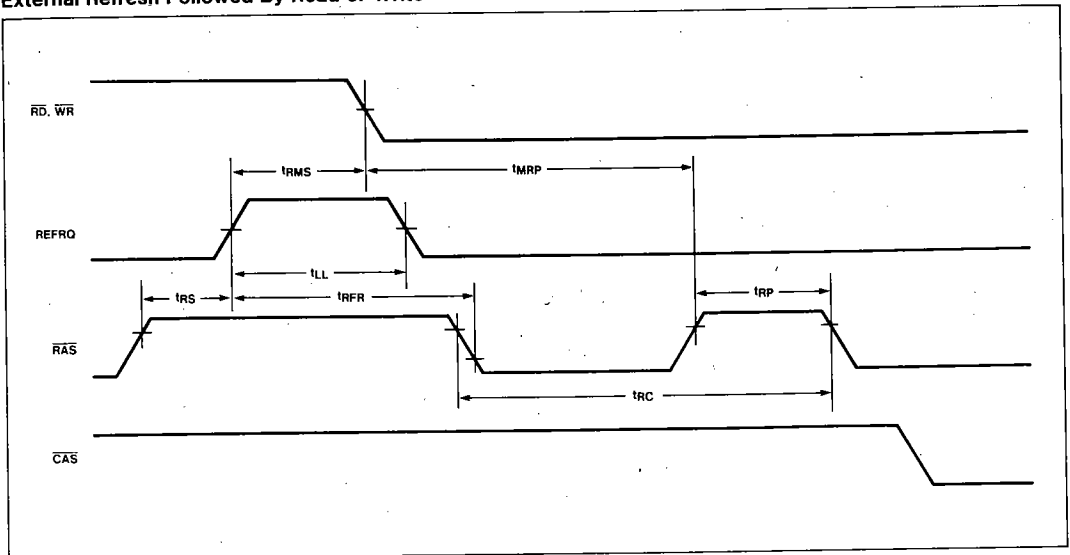 External Refresh Followed By Read or Write
RD, WR
tRMS
tMRP
REFRQ
tLL
tRS
tRFR
tRP
RAS
tRC
CAS